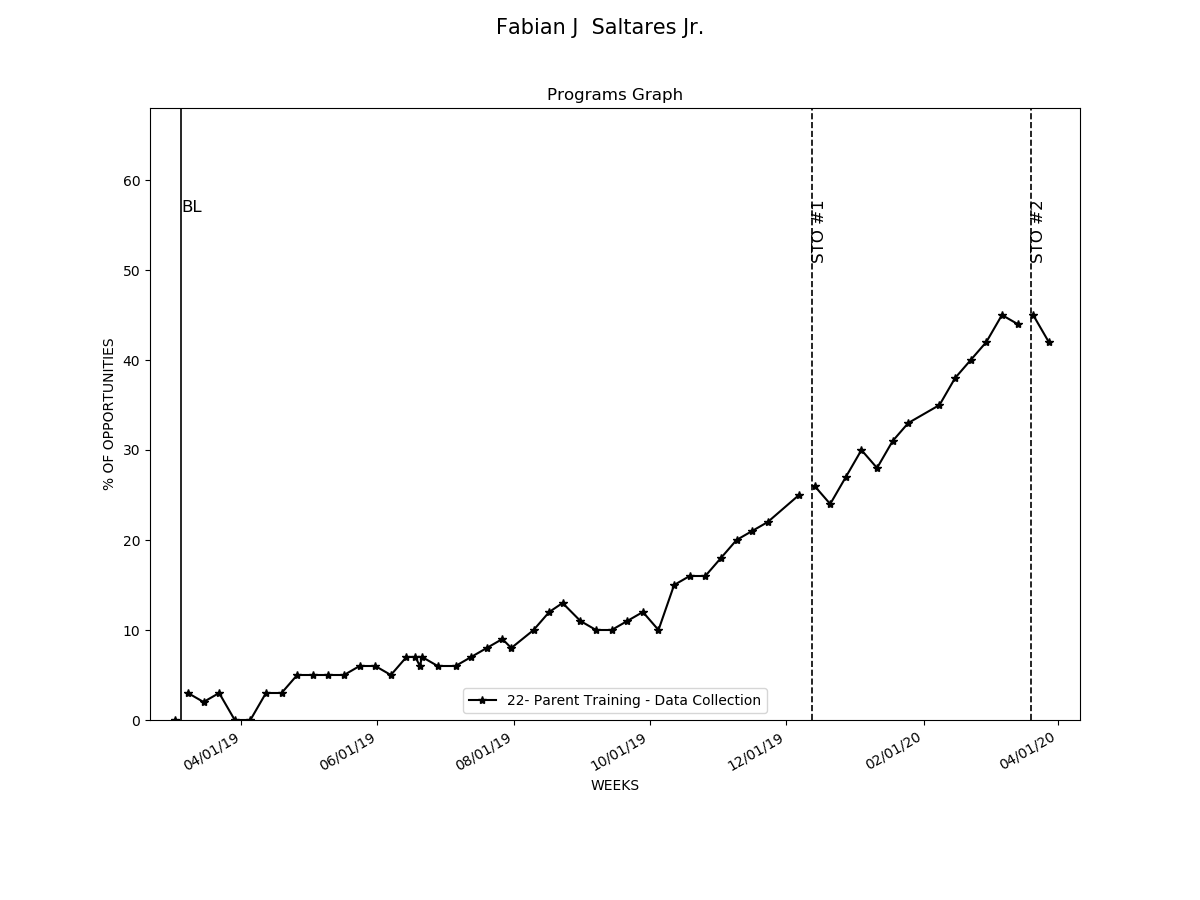 Fabian J  Saltares Jr.
Programs Graph
BL
STO #1
STO #2
% OF OPPORTUNITIES
60
50
40
30
20
10
0
22- Parent Training - Data Collection
04/01/19
06/01/19
08/01/19
10/01/19
12/01/19
02/01/20
04/01/20
WEEKS